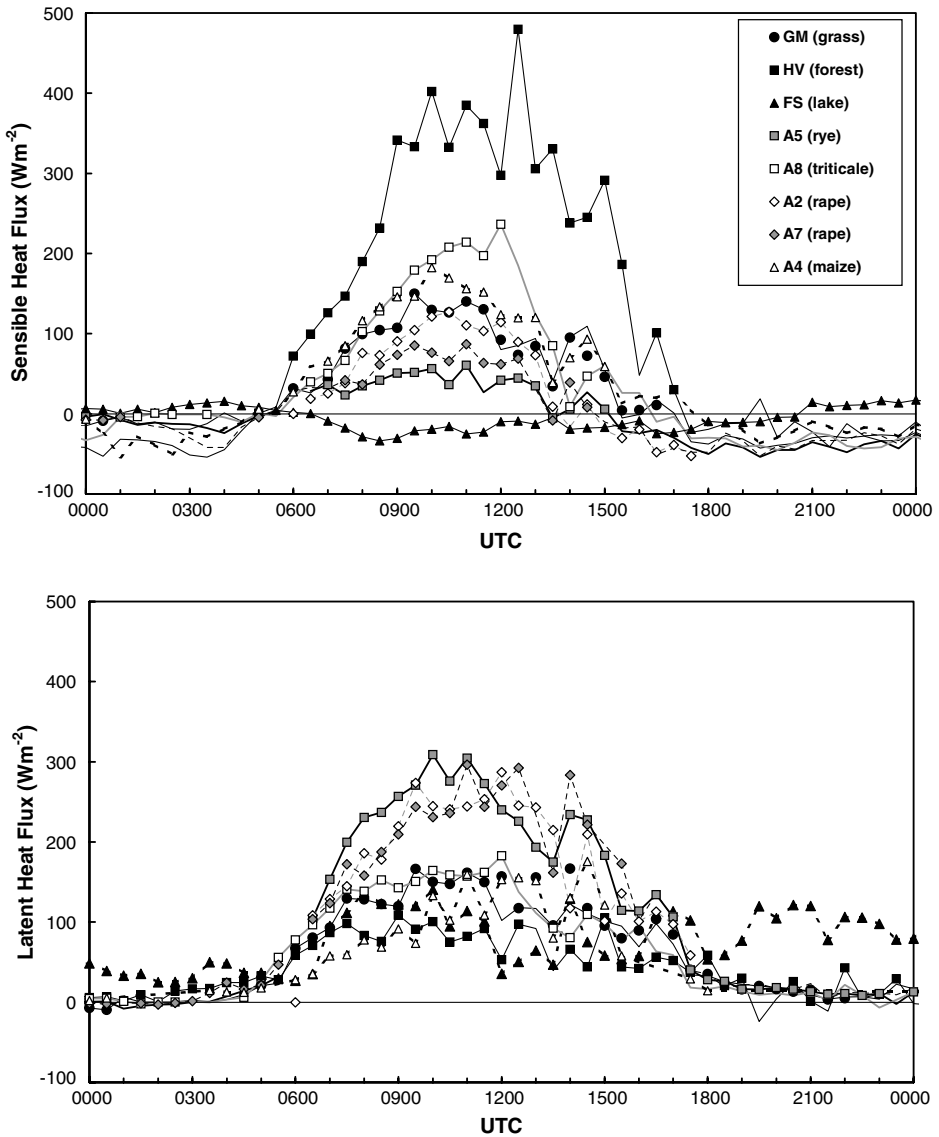 500
400
300
200
100
0
-100
Sensible Heat Flux (Wm-2)
GM (grass)
HV (forest)
FS (lake)
A5 (rye)
A8 (triticale)
A2 (rape)
A7 (rape)
A4 (maize)
0000 0300 0600 0900 1200 1500 1800 2100 0000
UTC
500
400
300
200
100
0
-100
Latent Heat Flux (Wm-2)
0000 0300 0600 0900 1200 1500 1800 2100 0000
UTC